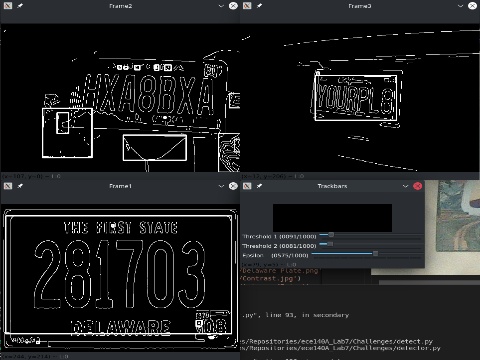 Frame2
Frame3
HXA8BXA
YOURPL8
Frame1
Trackbars
THE FIRST STATE
281703
DELAWARE
Threshold 1 (0091/1000)
Threshold 2 (0081/1000)
Epsilon (0575/1000)
/Delaware Plate.png
/Contrast.jpg')
.py", line 93, in secondary
s/Repositories/ece140A_Lab7/Challenges/detect.py
s/Repositories/ece140A_Lab7/Challenges/detector.py